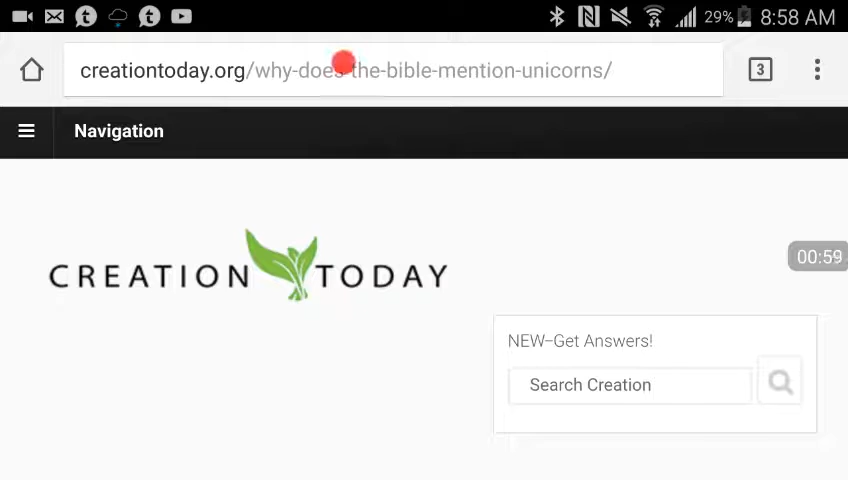 29% 8:58 AM
creationtoday.org/why-does-the-bible-mention-unicorns/
3
Navigation
CREATION TODAY
00:59
NEW–Get Answers!
Search Creation